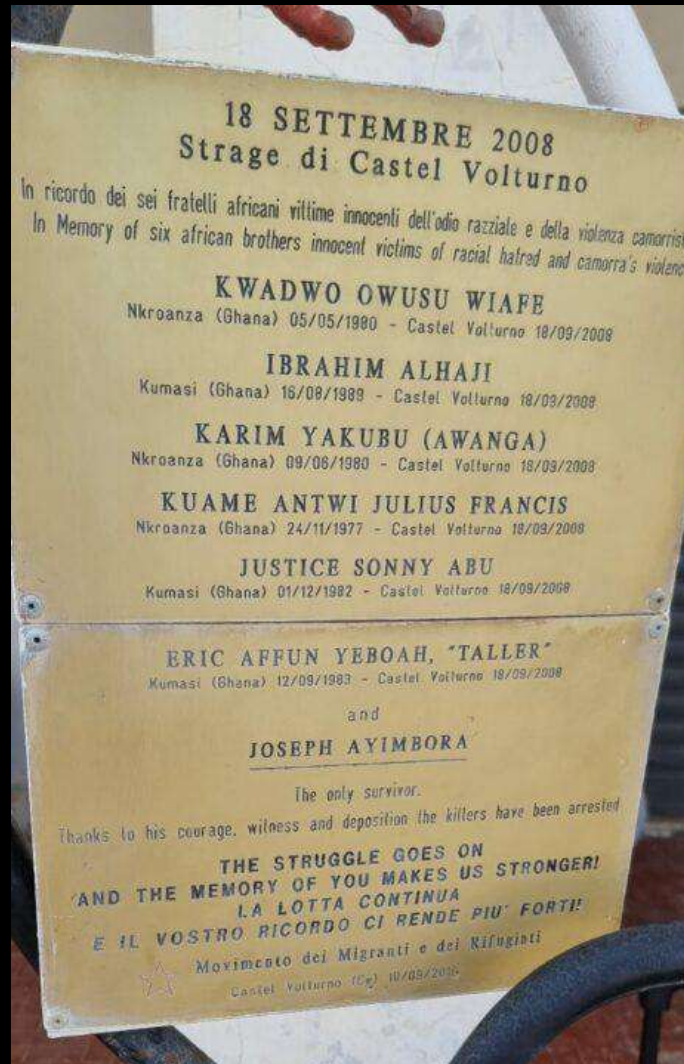 18 SETTEMBRE 2008
Strage di Castel Volturno
In ricordo dei sei fratelli africani vittime innocenti dell'odio razziale e della violenza
In Memory of six african brothers innocent victims of racial hatred and camorra's
KWADWO OWUSU WIAFE
Nkroanza (Ghana) 05/05/1980 - Castel Volturno 18/09/2008
IBRAHIM ALHAJI
Kumasi (Ghana) 16/08/1989 - Castel Volturno 18/09/2008
KARIM YAKUBU (AWANGA)
Nkroanza (Ghana) 09/06/1980 - Castel Volturno 18/09/2008
KUAME ANTWI JULIUS FRANCIS
Nkroanza (Ghana) 24/11/1977 - Castel Volturno 18/09/2008
JUSTICE SONNY ABU
Kumasi (Ghana) 01/12/1982 - Castel Volturno 18/09/2008
ERIC AFFUN YEBOAH, "TALLER"
Kumasi (Ghana) 12/09/1983 - Castel Volturno 18/09/2008
and
JOSEPH AYIMBORA
The only survivor.
Thanks to his courage, witness and deposition the killers have been arrested
THE STRUGGLE GOES ON
AND THE MEMORY OF YOU MAKES US STRONGER!
LA LOTTA CONTINUA
E IL VOSTRO RICORDO CI RENDE PIU' FORTI!
Movimento dei Migranti e dei Rifugiati
Castel Volturno (Ce)